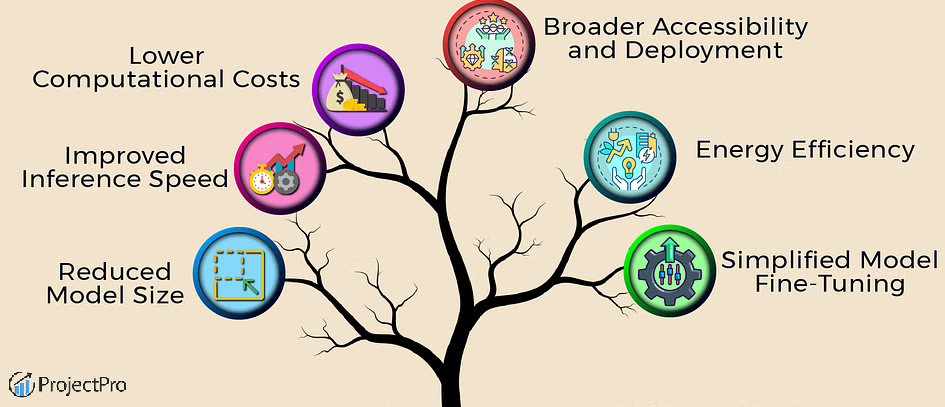 Broader Accessibility
and Deployment
Lower
Computational Costs
Improved
Inference Speed
Energy Efficiency
Reduced
Model Size
Simplified Model
Fine-Tuning
$
ProjectPro